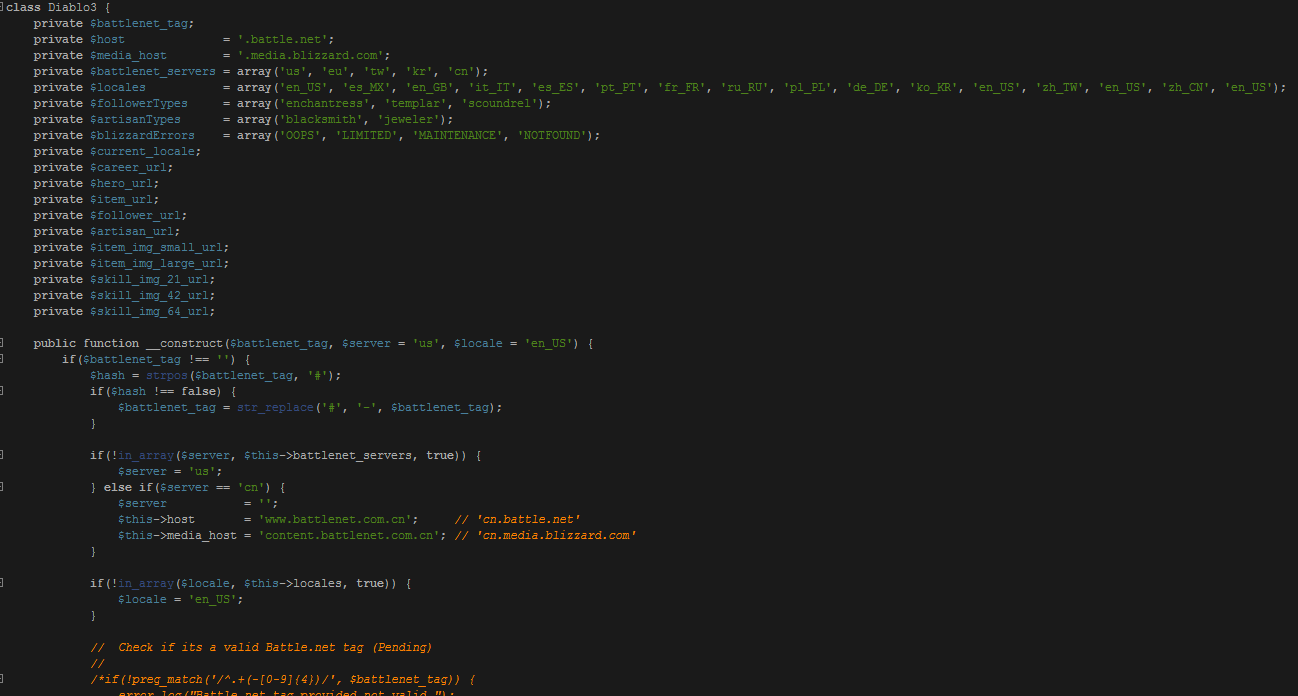 class Diablo3 {
    private $battlenet_tag;
    private $host              = '.battle.net';
    private $media_host        = '.media.blizzard.com';
    private $battlenet_servers = array('us', 'eu', 'tw', 'kr', 'cn');
    private $locales           = array('en_US', 'es_MX', 'en_GB', 'it_IT', 'es_ES', 'pt_PT', 'fr_FR', 'ru_RU', 'pl_PL', 'de_DE', 'ko_KR', 'en_US', 'zh_TW', 'en_US', 'zh_CN', 'en_US');
    private $followerTypes     = array('enchantress', 'templar', 'scoundrel');
    private $artisanTypes      = array('blacksmith', 'jeweler');
    private $blizzardErrors    = array('OOPS', 'LIMITED', 'MAINTENANCE', 'NOTFOUND');
    private $current_locale;
    private $career_url;
    private $hero_url;
    private $item_url;
    private $follower_url;
    private $artisan_url;
    private $item_img_small_url;
    private $item_img_large_url;
    private $skill_img_21_url;
    private $skill_img_42_url;
    private $skill_img_64_url;

    public function __construct($battlenet_tag, $server = 'us', $locale = 'en_US') {
        if($battlenet_tag !== '') {
            $hash = strpos($battlenet_tag, '#');
            if($hash !== false) {
                $battlenet_tag = str_replace('#', '-', $battlenet_tag);
            }

            if(!in_array($server, $this->battlenet_servers, true)) {
                $server = 'us';
            } else if($server == 'cn') {
                $server           = '';
                $this->host       = 'www.battlenet.com.cn';     // 'cn.battle.net'
                $this->media_host = 'content.battlenet.com.cn'; // 'cn.media.blizzard.com'
            }

            if(!in_array($locale, $this->locales, true)) {
                $locale = 'en_US';
            }

            //  Check if its a valid Battle.net tag (Pending)
            //
            /*if(!preg_match('/^.+(-[0-9]{4})/', $battlenet_tag)) {
                error_log("Battle.net tag provided not valid.");